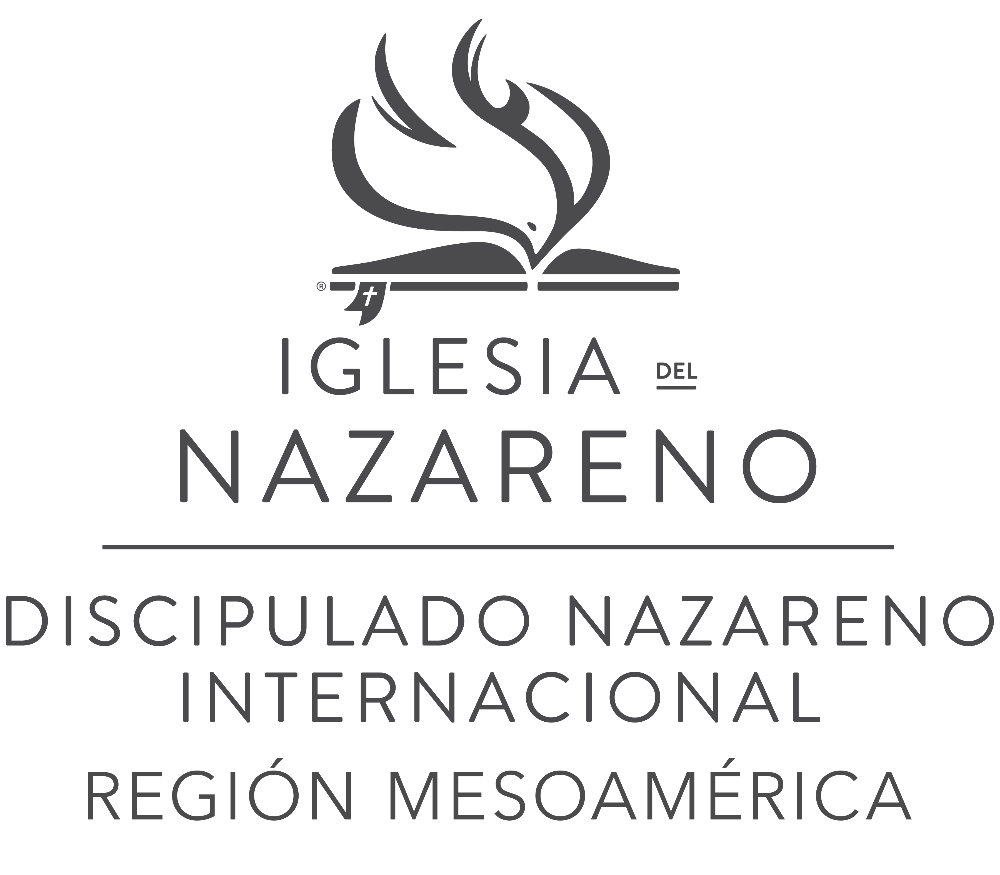 ®
IGLESIA DEL
NAZARENO
DISCIPULADO NAZARENO
INTERNACIONAL
REGIÓN MESOAMÉRICA